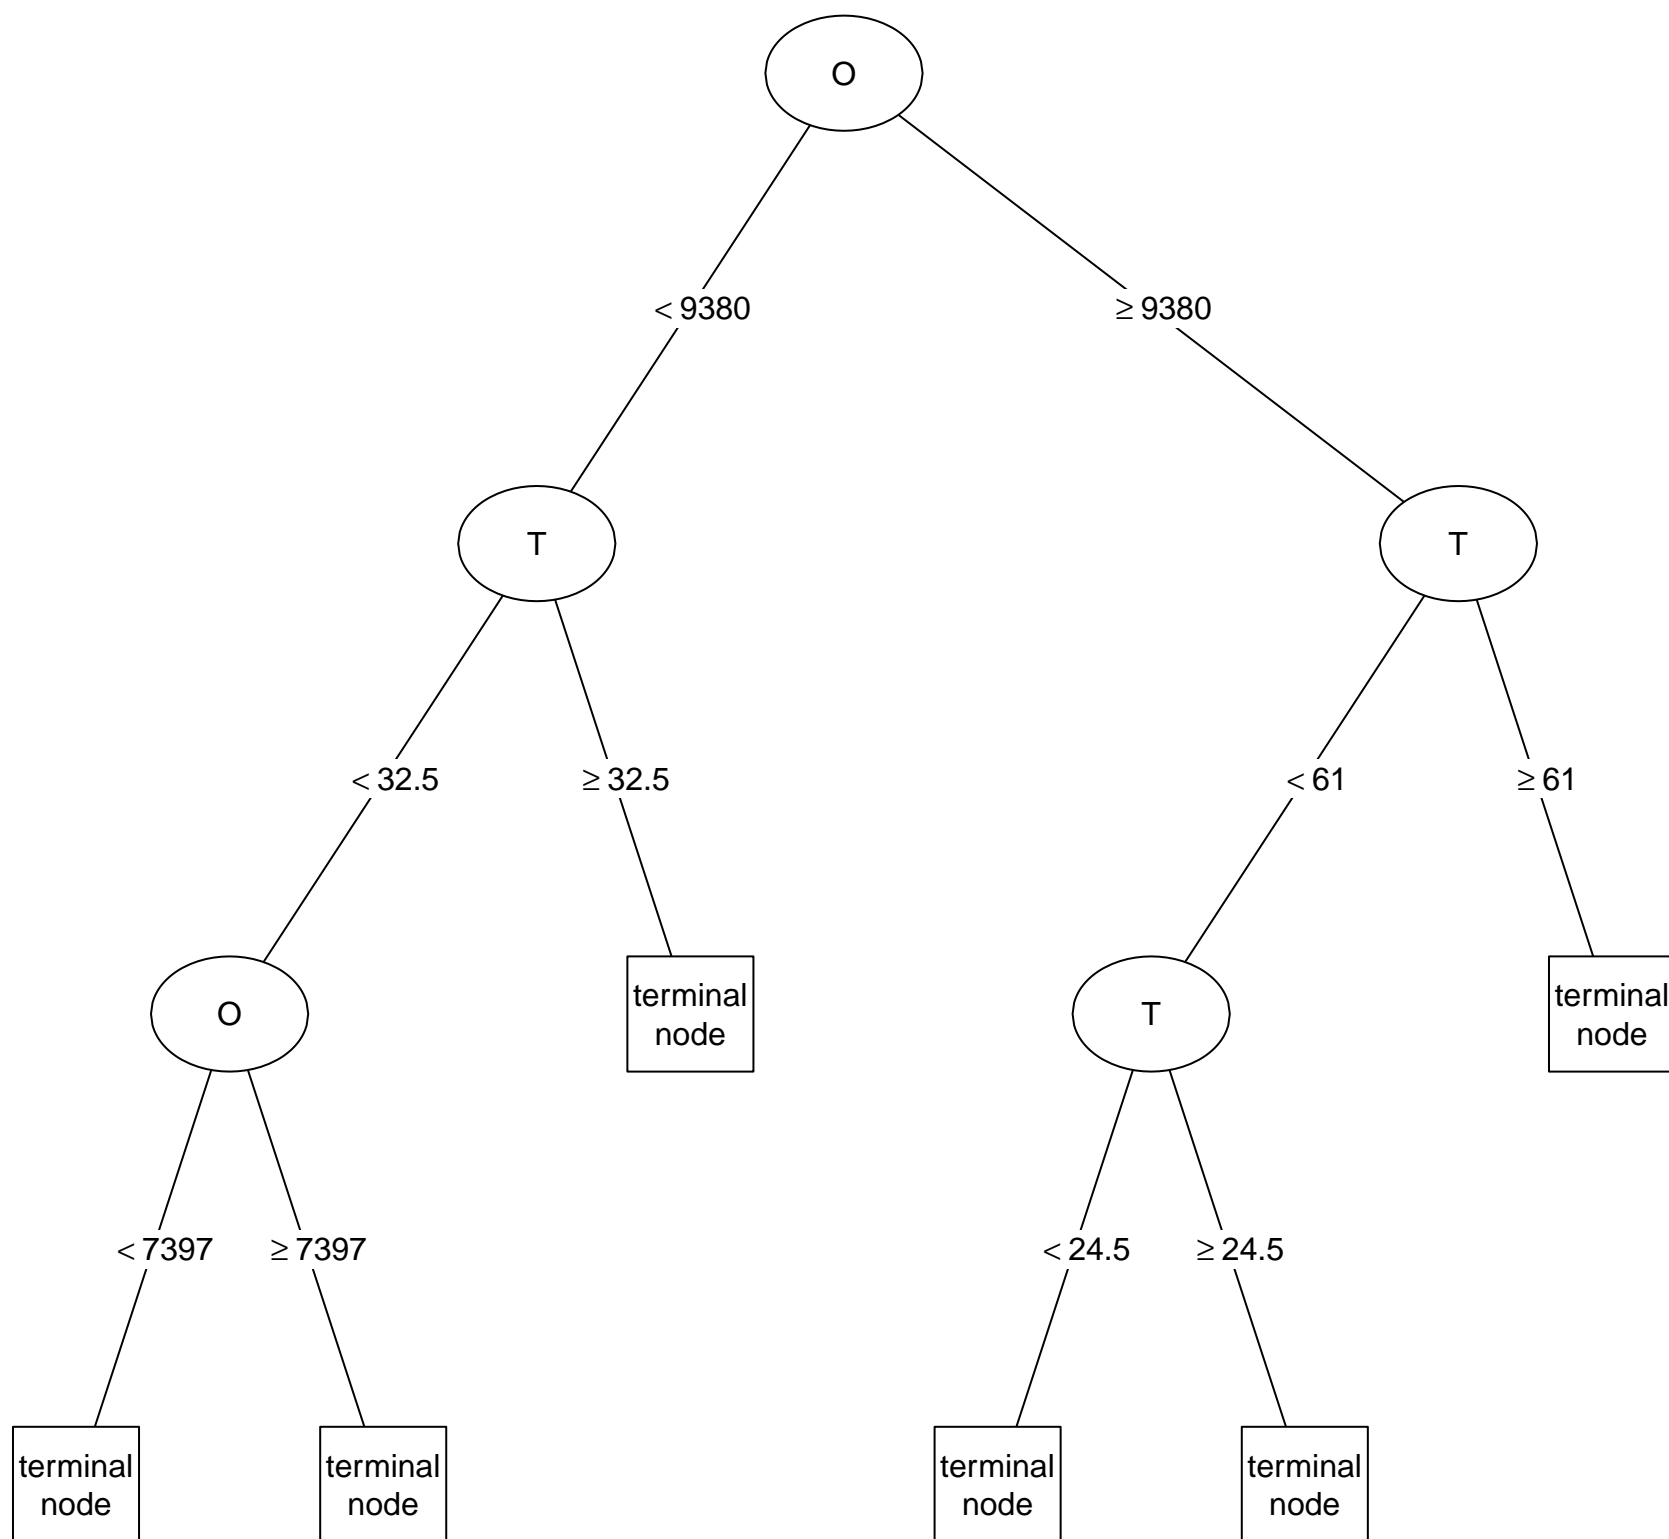 O
< 9380
≥ 9380
T
T
< 32.5
≥ 32.5
< 61
≥ 61
O
terminal
node
T
terminal
node
< 7397
≥ 7397
< 24.5
≥ 24.5
terminal
node
terminal
node
terminal
node
terminal
node